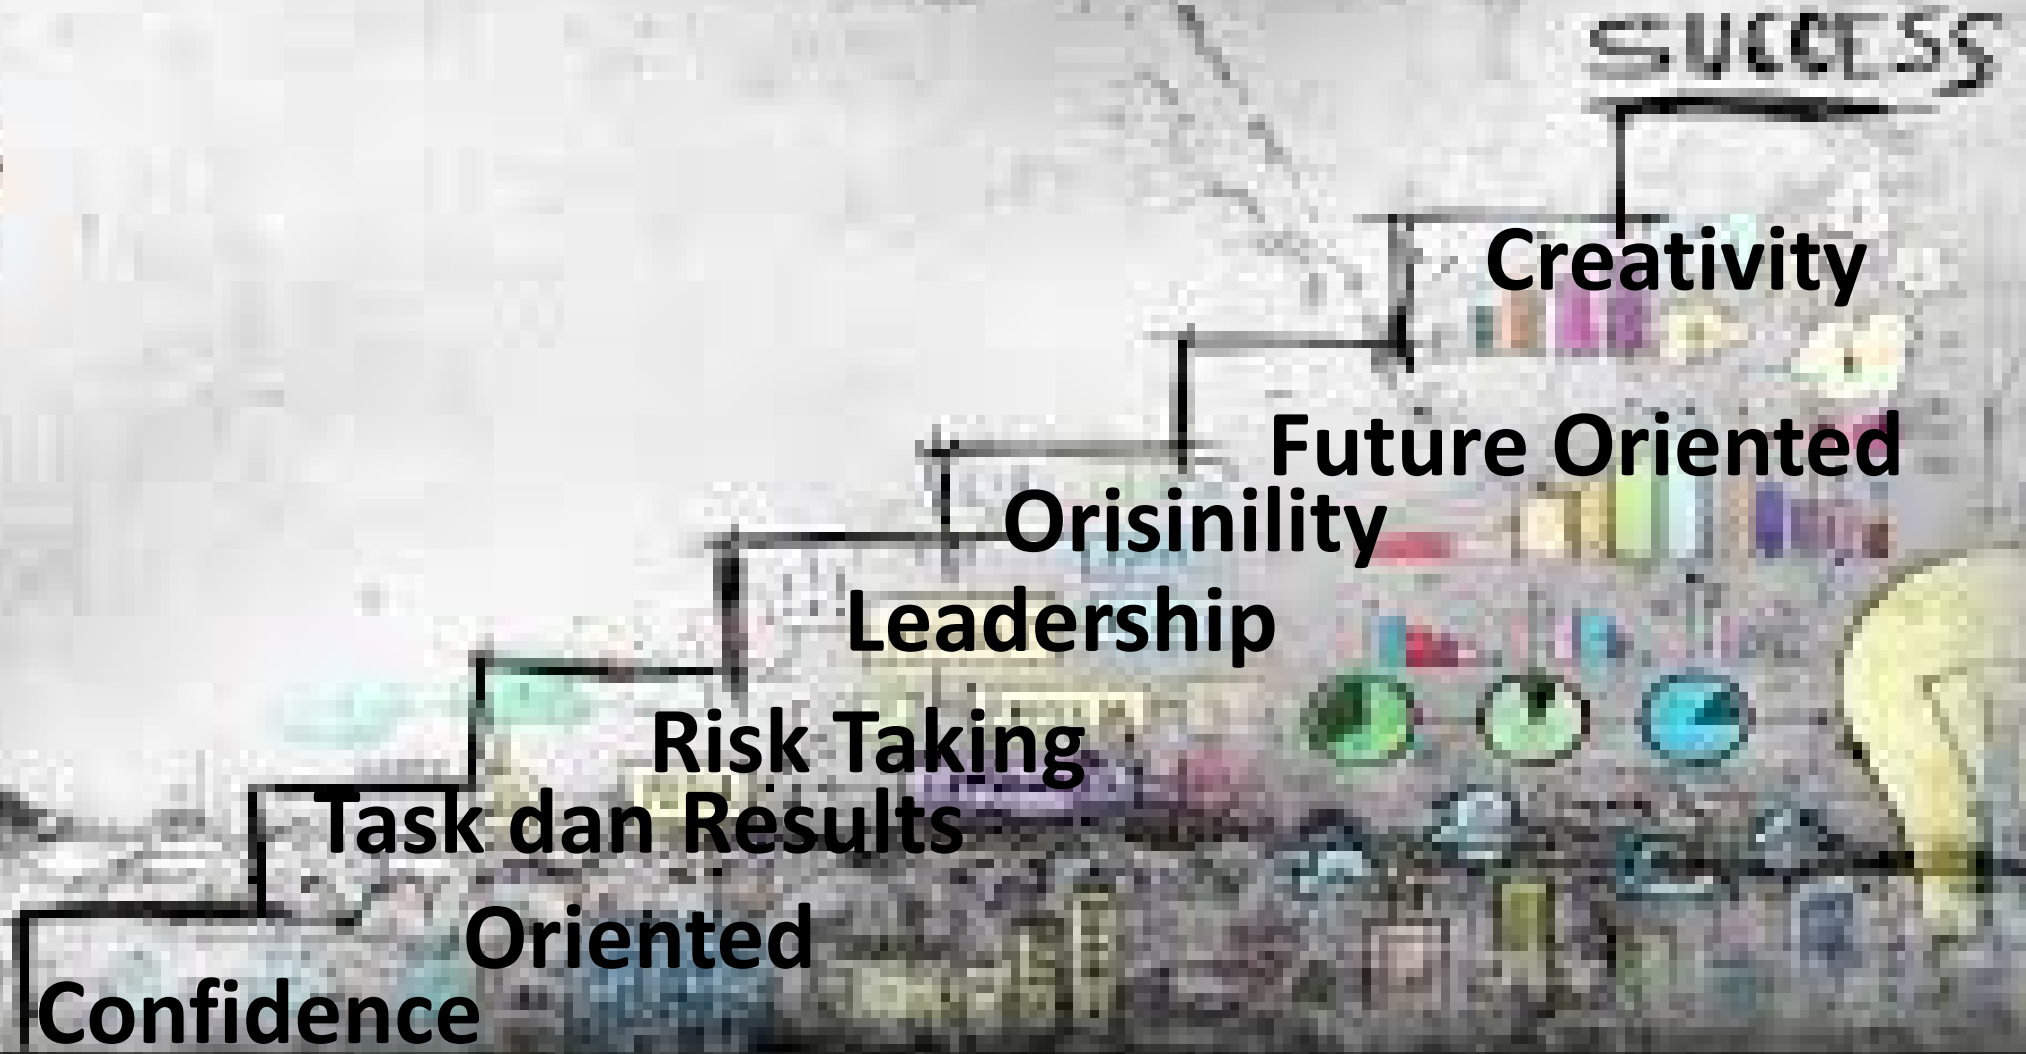 SUCCESS
Creativity
Future Oriented
Orisinility
Leadership
Risk Taking
Task dan Results
Oriented
Confidence